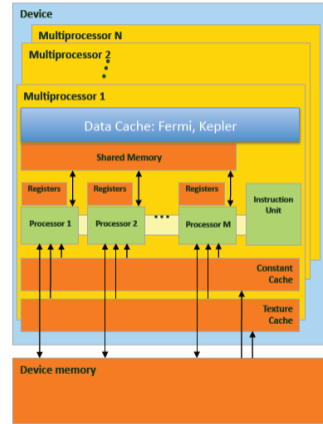 Device
Multiprocessor N
Multiprocessor 2
Multiprocessor 1
Data Cache: Fermi, Kepler
Shared Memory
Registers
Registers
Registers
Processor 1
Processor 2
...
Processor M
Instruction
Unit
Constant
Cache
Texture
Cache
Device memory